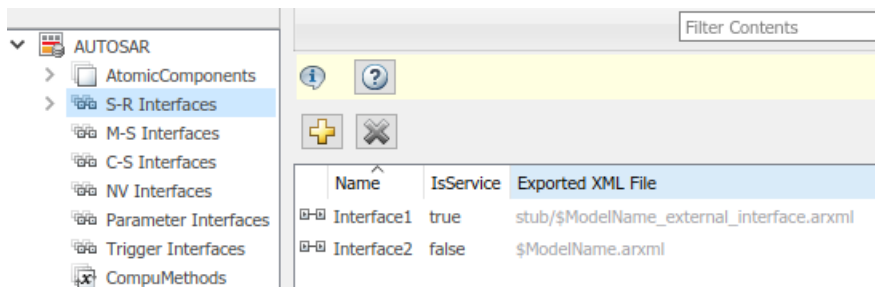 Filter Contents
AUTOSAR
AtomicComponents
S-R Interfaces
M-S Interfaces
C-S Interfaces
NV Interfaces
Parameter Interfaces
Trigger Interfaces
CompuMethods
Name IsService Exported XML File
Interface1 true stub/$ModelName_external_interface.arxml
Interface2 false $ModelName.arxml